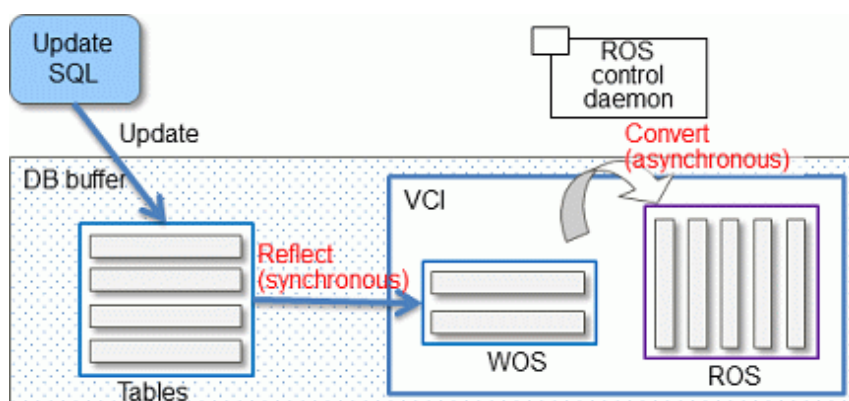 Update
SQL
ROS
control
daemon
Update
Convert
(asynchronous)
DB buffer
VCI
Reflect
(synchronous)
WOS
ROS
Tables